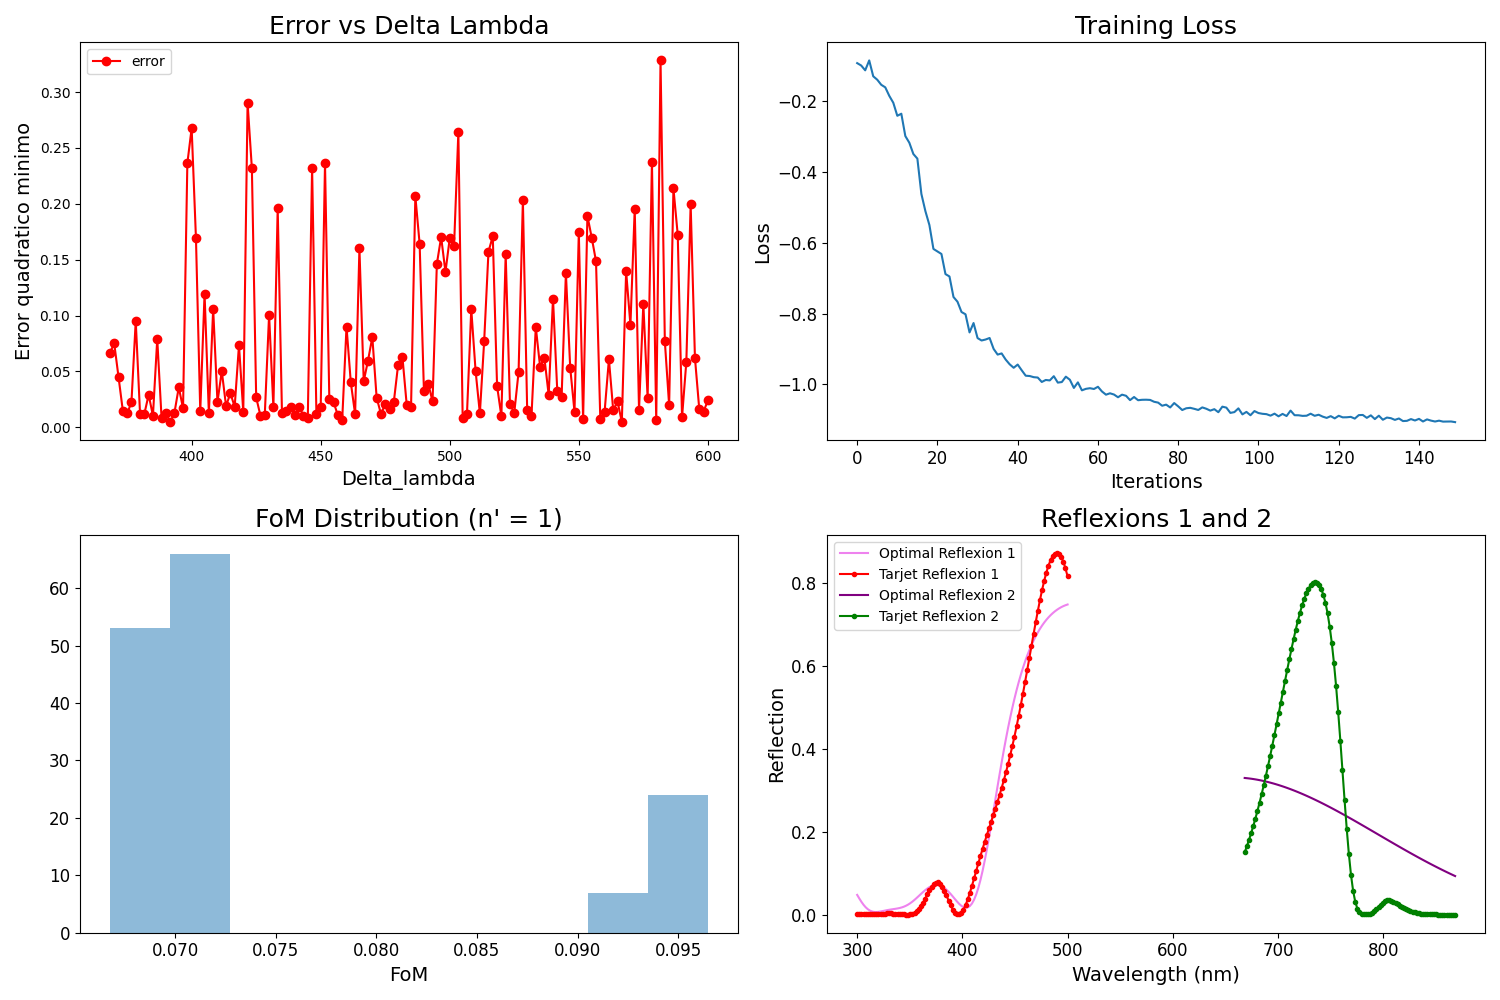 Error vs Delta Lambda
error
Error quadratico minimo
0.30
0.25
0.20
0.15
0.10
0.05
0.00
400 450 500 550 600
Delta_lambda
Training Loss
Loss
−0.2
−0.4
−0.6
−0.8
−1.0
0 20 40 60 80 100 120 140
Iterations
FoM Distribution (n' = 1)
60
50
40
30
20
10
0
0.070 0.075 0.080 0.085 0.090 0.095
FoM
Reflexions 1 and 2
Optimal Reflexion 1
Tarjet Reflexion 1
Optimal Reflexion 2
Tarjet Reflexion 2
Reflection
0.8
0.6
0.4
0.2
0.0
300 400 500 600 700 800
Wavelength (nm)